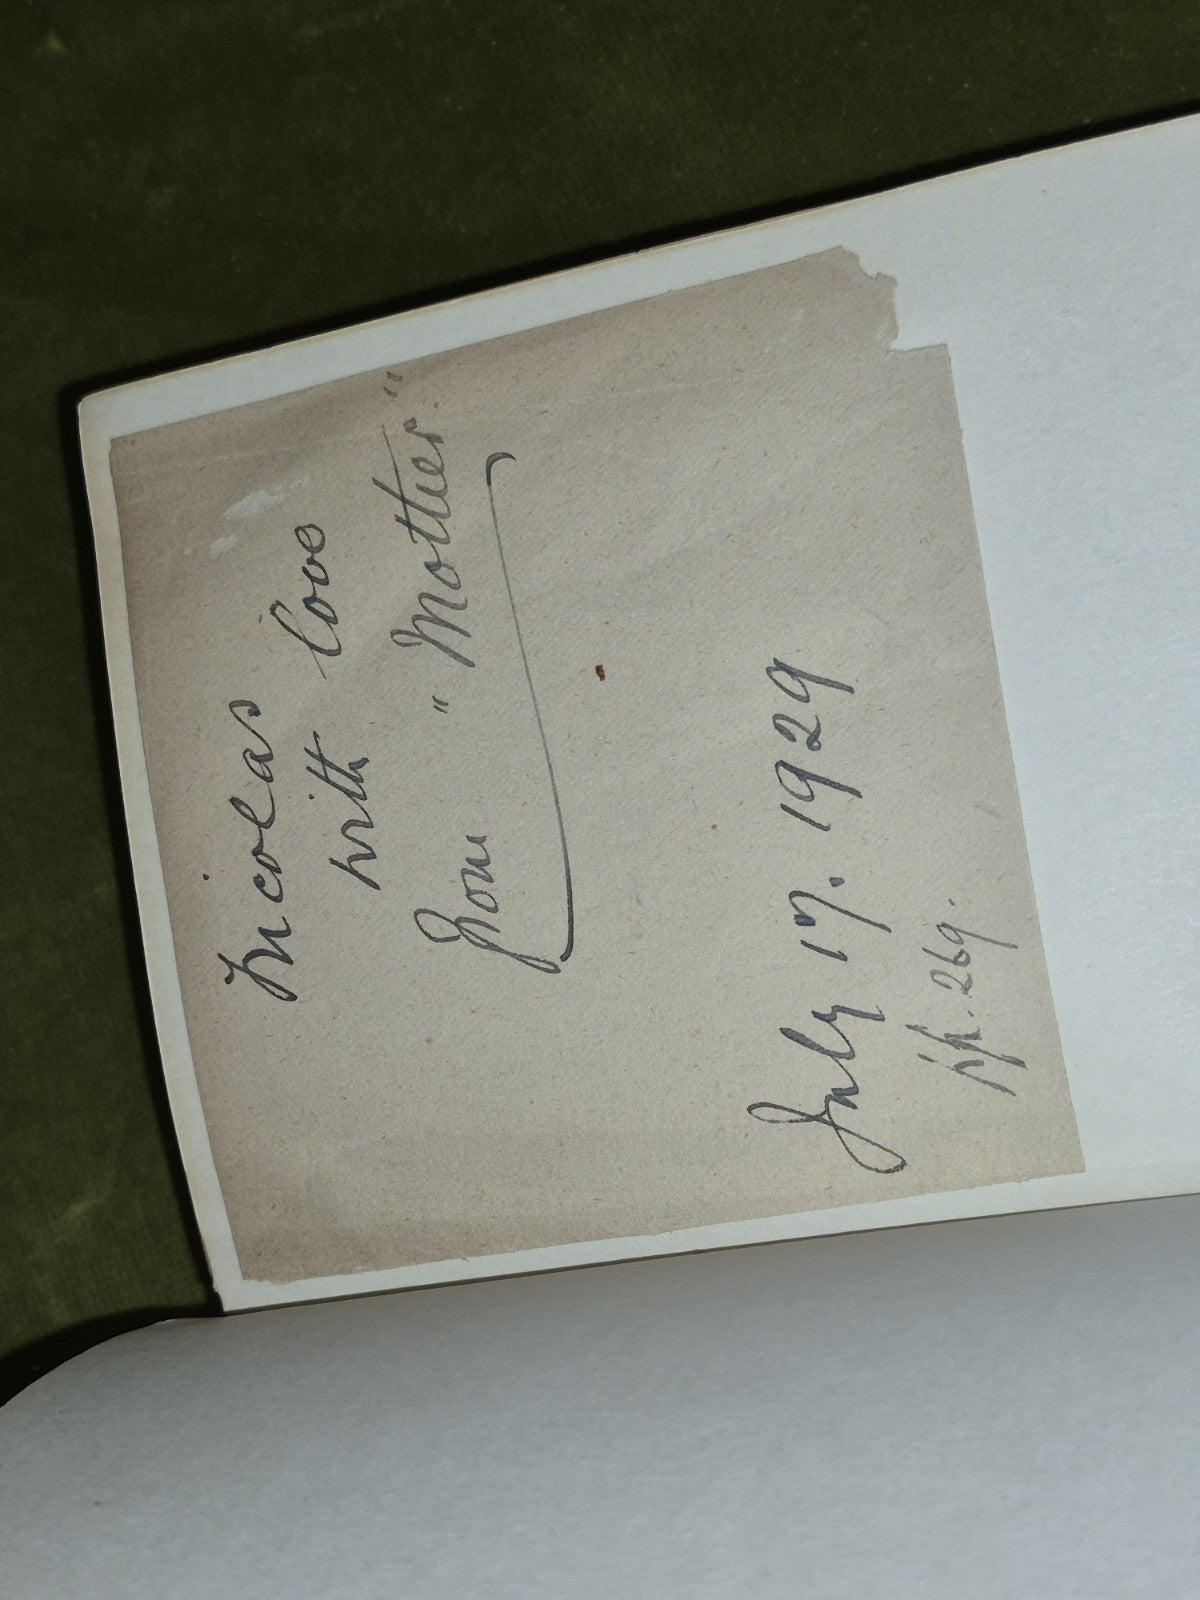 Nicolas
with love
from "Mother."
July 17. 1929
pp. 269.